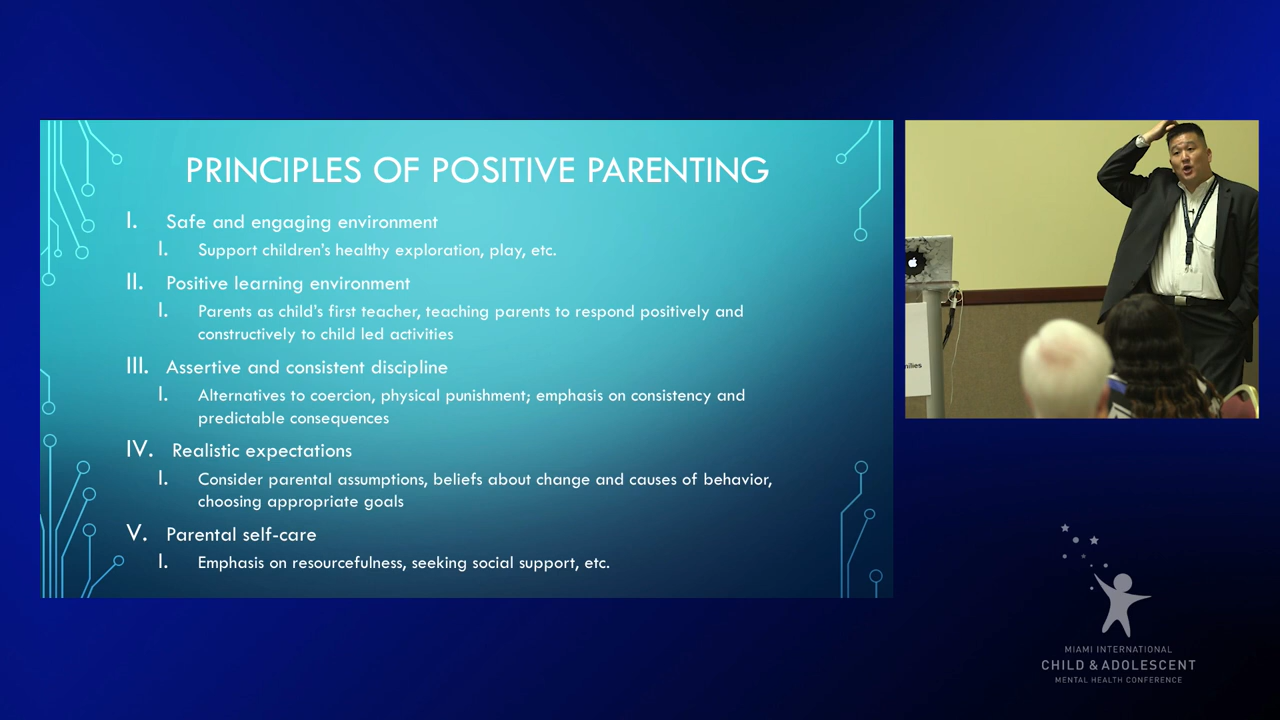 PRINCIPLES OF POSITIVE PARENTING
I. Safe and engaging environment
I. Support children's healthy exploration, play, etc.
II. Positive learning environment
I. Parents as child's first teacher, teaching parents to respond positively and
constructively to child led activities
III. Assertive and consistent discipline
I. Alternatives to coercion, physical punishment; emphasis on consistency and
predictable consequences
IV. Realistic expectations
I. Consider parental assumptions, beliefs about change and causes of behavior,
choosing appropriate goals
V. Parental self-care
I. Emphasis on resourcefulness, seeking social support, etc.
MIAMI INTERNATIONAL
CHILD & ADOLESCENT
MENTAL HEALTH CONFERENCE